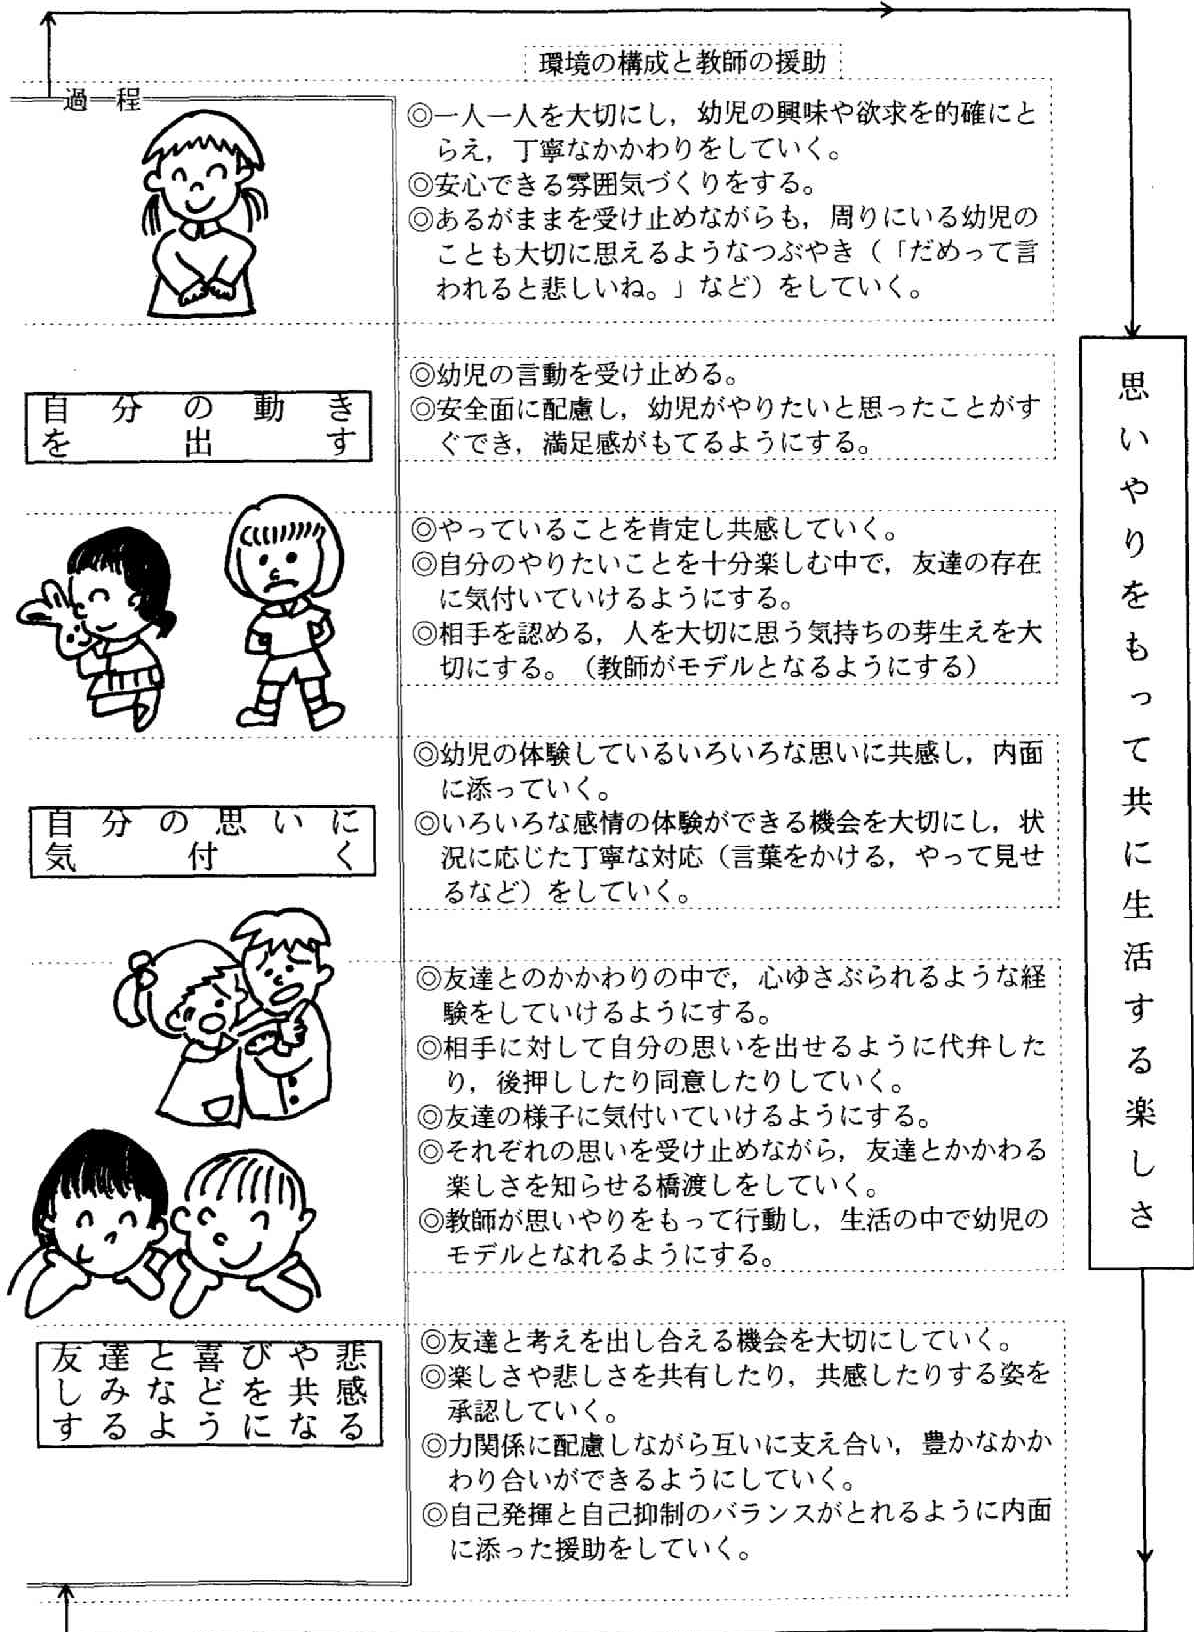 環境の構成と教師の援助
過程
◎一人一人を大切にし，幼児の興味や欲求を的確にと
らえ，丁寧なかかわりをしていく。
◎安心できる雰囲気づくりをする。
◎あるがままを受け止めながらも，周りにいる幼児の
ことも大切に思えるようなつぶやき（「だめって言
われると悲しいね。」など）をしていく。
自分の動き
を出す
◎幼児の言動を受け止める。
◎安全面に配慮し，幼児がやりたいと思ったことがす
ぐでき，満足感がもてるようにする。
◎やっていることを肯定し共感していく。
◎自分のやりたいことを十分楽しむ中で，友達の存在
に気付いていけるようにする。
◎相手を認める，人を大切に思う気持ちの芽生えを大
切にする。（教師がモデルとなるようにする）
自分の思いに
気付く
◎幼児の体験しているいろいろな思いに共感し，内面
に添っていく。
◎いろいろな感情の体験ができる機会を大切にし，状
況に応じた丁寧な対応（言葉をかける，やって見せ
るなど）をしていく。
◎友達とのかかわりの中で，心ゆさぶられるような経
験をしていけるようにする。
◎相手に対して自分の思いを出せるように代弁した
り，後押ししたり同意したりしていく。
◎友達の様子に気付いていけるようにする。
◎それぞれの思いを受け止めながら，友達とかかわる
楽しさを知らせる橋渡しをしていく。
◎教師が思いやりをもって行動し，生活の中で幼児の
モデルとなれるようにする。
友達と喜びや悲
しみなどを共感
するようになる
◎友達と考えを出し合える機会を大切にしていく。
◎楽しさや悲しさを共有したり，共感したりする姿を
承認していく。
◎力関係に配慮しながら互いに支え合い，豊かなかか
わり合いができるようにしていく。
◎自己発揮と自己抑制のバランスがとれるように内面
に添った援助をしていく。
思いやりをもって共に生活する楽しさ